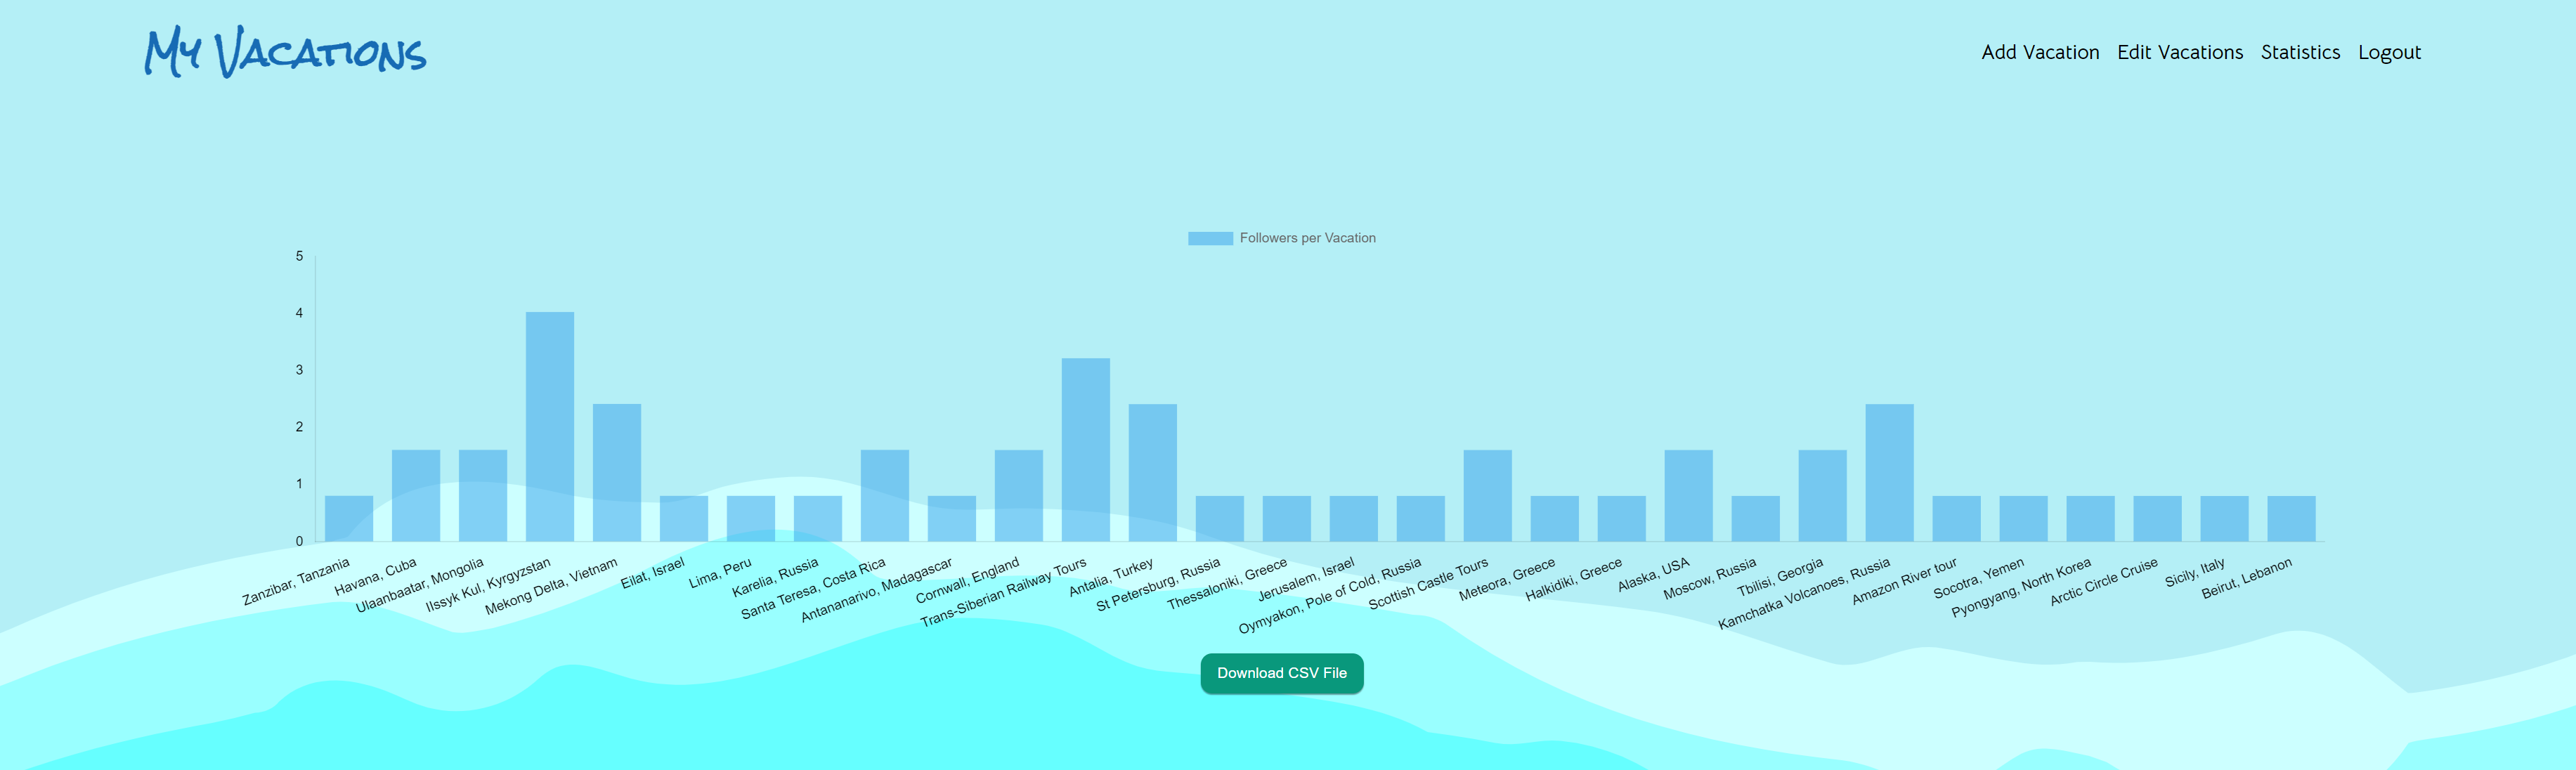 My Vacations
Add Vacation Edit Vacations Statistics Logout
Followers per Vacation
5
4
3
2
1
0
Zanzibar, Tanzania
Havana, Cuba
Ulaanbaatar, Mongolia
Ilssyk Kul, Kyrgyzstan
Mekong Delta, Vietnam
Eilat, Israel
Lima, Peru
Karelia, Russia
Santa Teresa, Costa Rica
Antananarivo, Madagascar
Cornwall, England
Trans-Siberian Railway Tours
Antalia, Turkey
St Petersburg, Russia
Thessaloniki, Greece
Jerusalem, Israel
Oymyakon, Pole of Cold, Russia
Scottish Castle Tours
Meteora, Greece
Halkidiki, Greece
Alaska, USA
Moscow, Russia
Tbilisi, Georgia
Kamchatka Volcanoes, Russia
Amazon River tour
Socotra, Yemen
Pyongyang, North Korea
Arctic Circle Cruise
Sicily, Italy
Beirut, Lebanon
Download CSV File